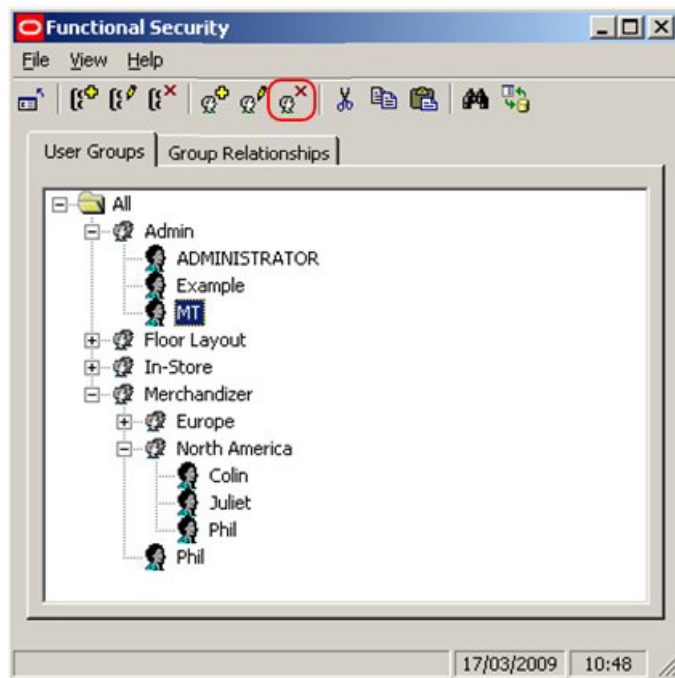 Functional Security
File View Help
User Groups Group Relationships
All
Admin
ADMINISTRATOR
Example
MT
Floor Layout
In-Store
Merchandizer
Europe
North America
Colin
Juliet
Phil
Phil
17/03/2009 10:48